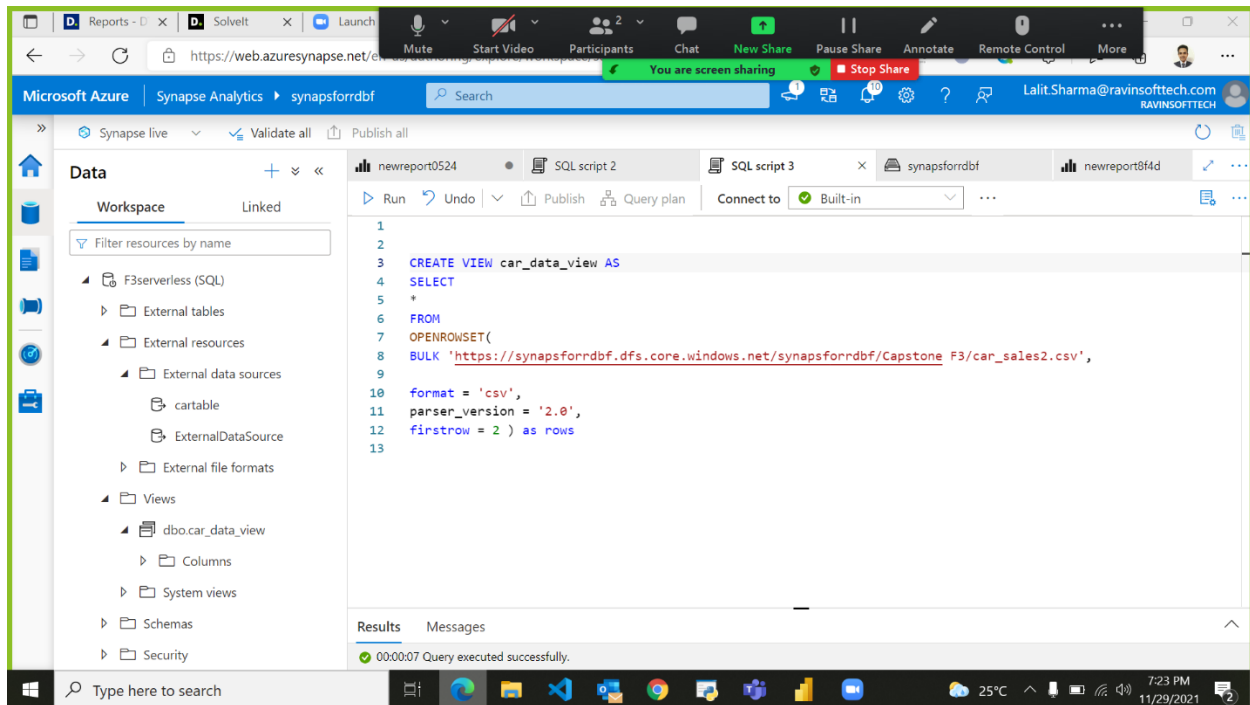 Reports - D
SolveIt
Launch
Mute
Start Video
Participants
2
Chat
New Share
Pause Share
Annotate
Remote Control
More
https://web.azuresynapse.net/en
You are screen sharing
Stop Share
Microsoft Azure
Synapse Analytics
synapsforrdbf
Search
1
10
Lalit.Sharma@ravinsofttech.com
RAVINSOFTTECH
Synapse live
Validate all
Publish all
Data
newreport0524
SQL script 2
SQL script 3
synapsforrdbf
newreport8f4d
Workspace
Linked
Run
Undo
Publish
Query plan
Connect to
Built-in
Filter resources by name
F3serverless (SQL)
External tables
External resources
External data sources
cartable
ExternalDataSource
External file formats
Views
dbo.car_data_view
Columns
System views
Schemas
Security
1
2
3 CREATE VIEW car_data_view AS
4 SELECT
5 *
6 FROM
7 OPENROWSET(
8 BULK 'https://synapsforrdbf.dfs.core.windows.net/synapsforrdbf/Capstone F3/car_sales2.csv',
9
10 format = 'csv',
11 parser_version = '2.0',
12 firstrow = 2 ) as rows
13
Results
Messages
00:00:07 Query executed successfully.
Type here to search
25°C
7:23 PM
11/29/2021
2